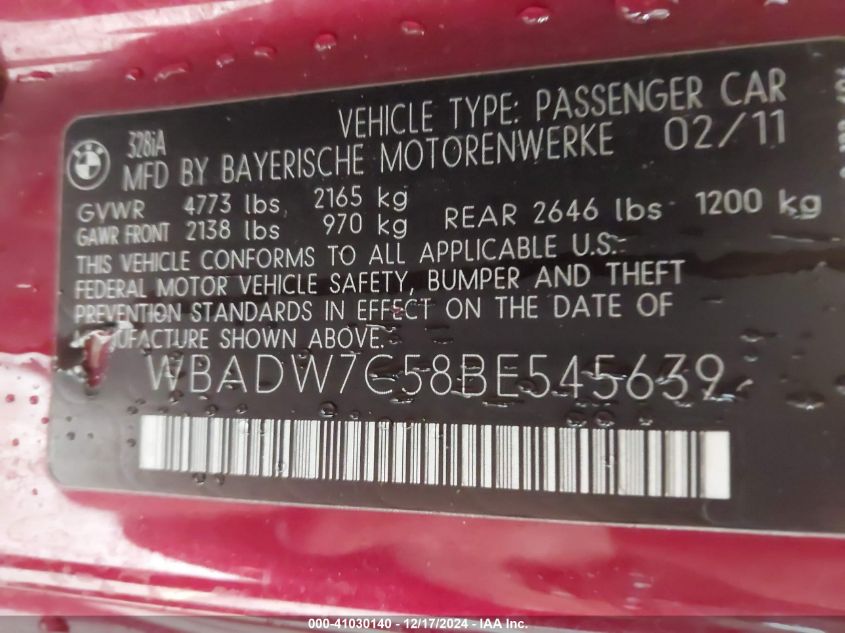 328iA
VEHICLE TYPE: PASSENGER CAR
MFD BY BAYERISCHE MOTORENWERKE 02/11
GVWR 4773 lbs, 2165 kg
GAWR FRONT 2138 lbs 970 kg REAR 2646 lbs 1200 kg
THIS VEHICLE CONFORMS TO ALL APPLICABLE U.S.
FEDERAL MOTOR VEHICLE SAFETY, BUMPER AND THEFT
PREVENTION STANDARDS IN EFFECT ON THE DATE OF
MANUFACTURE SHOWN ABOVE.
WBADW7C58BE545639
000-41030140 - 12/17/2024 - IAA Inc.